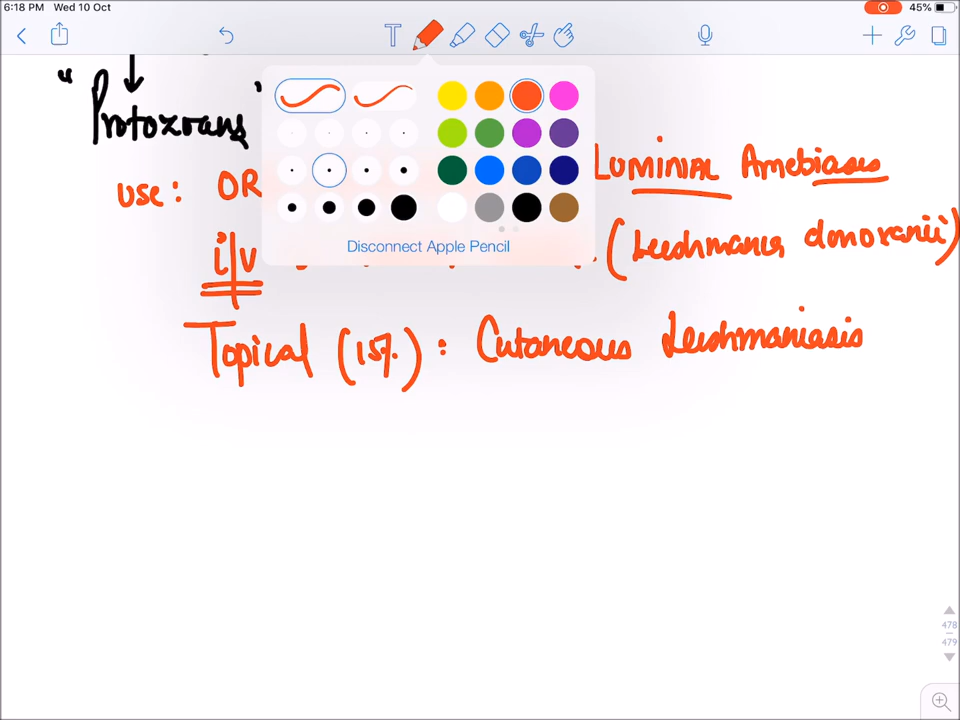 6:18 PM Wed 10 Oct 45%
T
"Protozoans"
use: OR LUMINIAL Amebiasis
Disconnect Apple Pencil
i/v (Leishmania donovanii)
Topical (15%) : Cutaneous Leishmaniasis
478
479